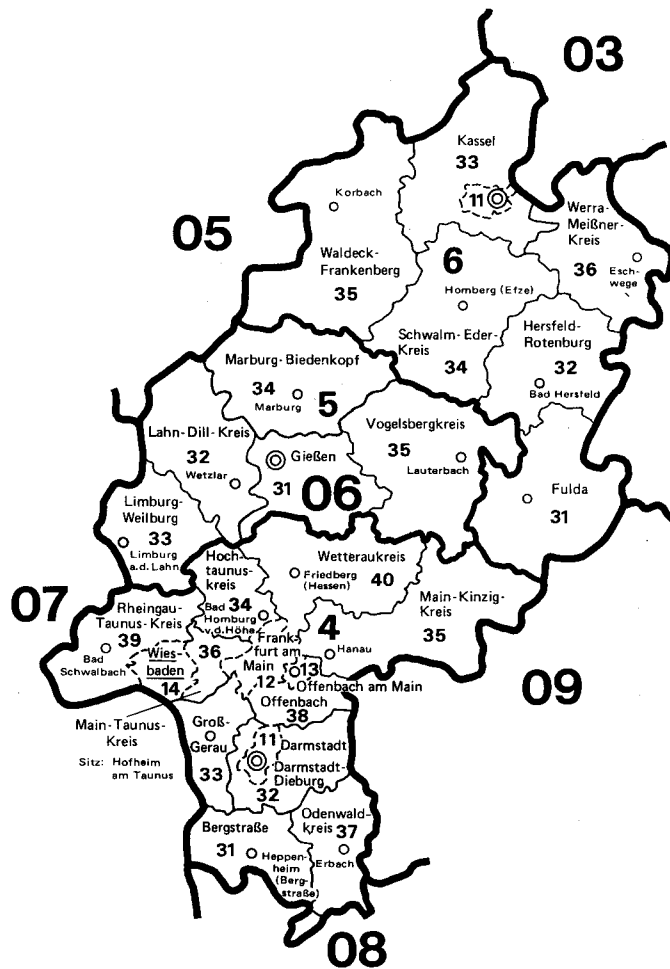 03
Kassel
33
11
Korbach
Werra-
Meißner-
Kreis
36
Esch-
wege
05
Waldeck-
Frankenberg
35
6
Homberg (Efze)
Schwalm-Eder-
Kreis
34
Hersfeld-
Rotenburg
32
Bad Hersfeld
Marburg-Biedenkopf
34
Marburg
5
Lahn-Dill-Kreis
32
Wetzlar
Gießen
31
06
Vogelsbergkreis
35
Lauterbach
Fulda
31
Limburg-
Weilburg
33
Limburg
a.d. Lahn
Hoch-
taunus-
kreis
34
Bad
Homburg
v.d.Höhe
Wetteraukreis
Friedberg
(Hessen)
40
Main-Kinzig-
Kreis
35
07
Rheingau-
Taunus-Kreis
39
Bad
Schwalbach
Wies-
baden
14
36
Frank-
furt am
Main
12
4
Hanau
13
Offenbach am Main
Offenbach
38
09
Main-Taunus-
Kreis
Sitz: Hofheim
am Taunus
Groß-
Gerau
33
11
Darmstadt
Darmstadt-
Dieburg
32
Odenwald-
kreis
37
Erbach
Bergstraße
31
Heppen-
heim
(Berg-
straße)
08